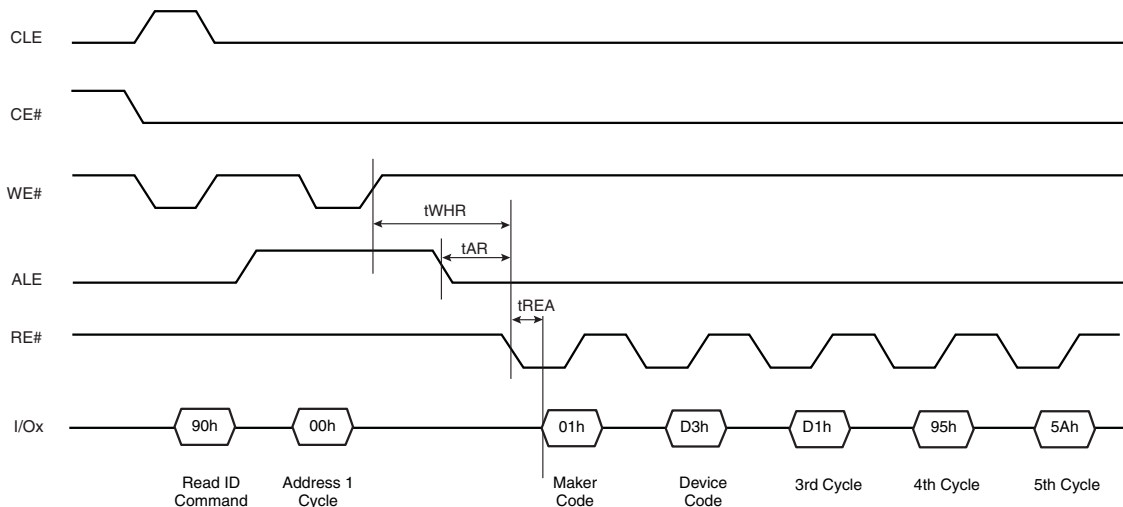 CLE
CE#
WE#
tWHR
tAR
ALE
tREA
RE#
I/Ox
90h
00h
01h
D3h
D1h
95h
5Ah
Read ID
Command
Address 1
Cycle
Maker
Code
Device
Code
3rd Cycle
4th Cycle
5th Cycle